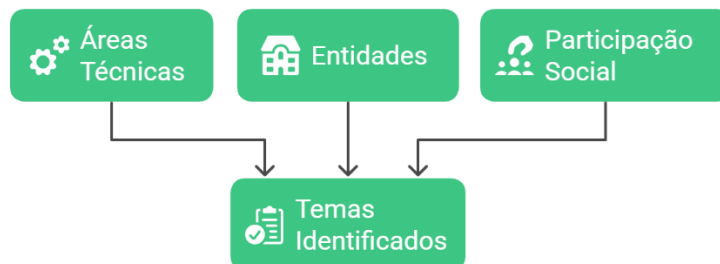 Áreas
Técnicas
Entidades
Participação
Social
Temas
Identificados